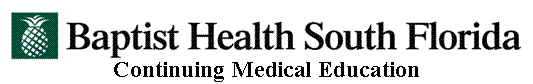 Baptist Health South Florida
Continuing Medical Education